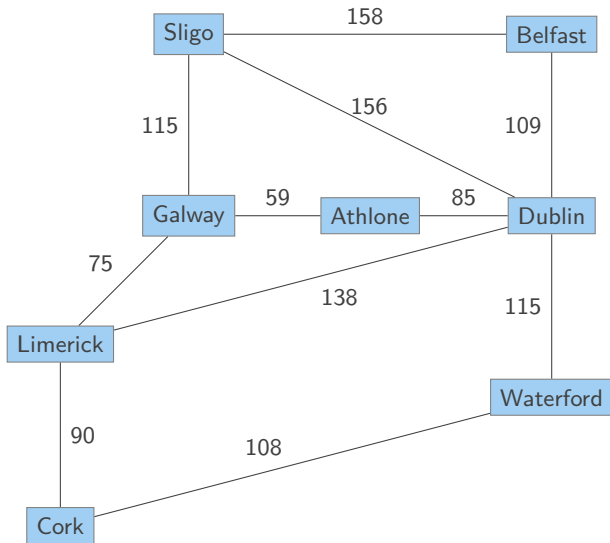 158
Sligo
Belfast
156
115
109
Galway
59
Athlone
85
Dublin
75
138
115
Limerick
Waterford
90
108
Cork